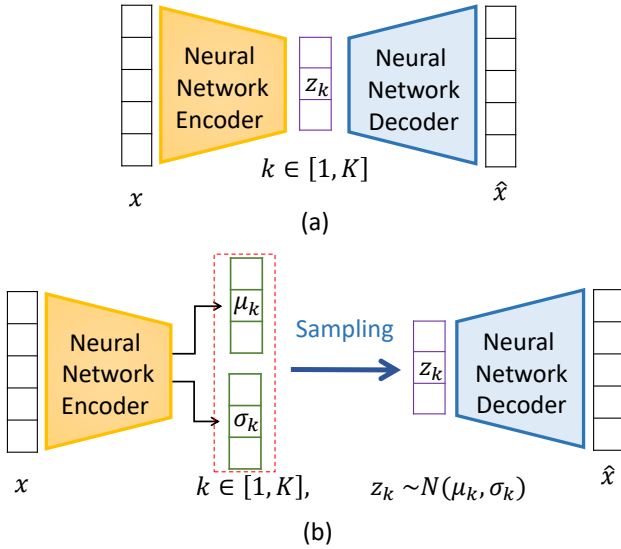 Neural
Network
Encoder
z_k
Neural
Network
Decoder
k ∈ [1, K]
x
x̂
(a)
Neural
Network
Encoder
μ_k
σ_k
Sampling
z_k
Neural
Network
Decoder
x
k ∈ [1, K],
z_k ~N(μ_k, σ_k)
x̂
(b)